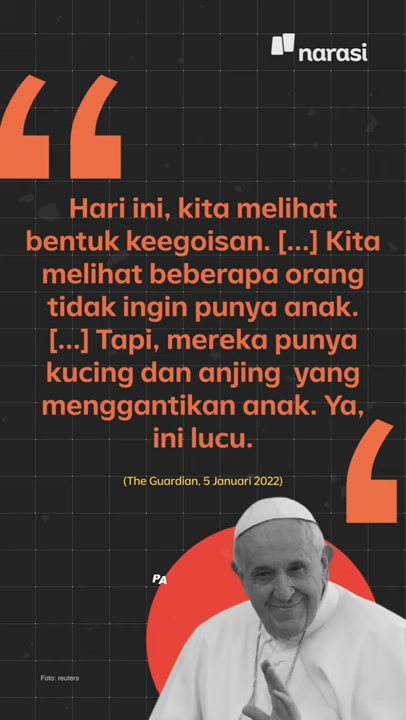 narasi
“
Hari ini, kita melihat
bentuk keegoisan. [...] Kita
melihat beberapa orang
tidak ingin punya anak.
[...] Tapi, mereka punya
kucing dan anjing yang
menggantikan anak. Ya,
ini lucu.
”
(The Guardian, 5 Januari 2022)
PA
Foto: reuters